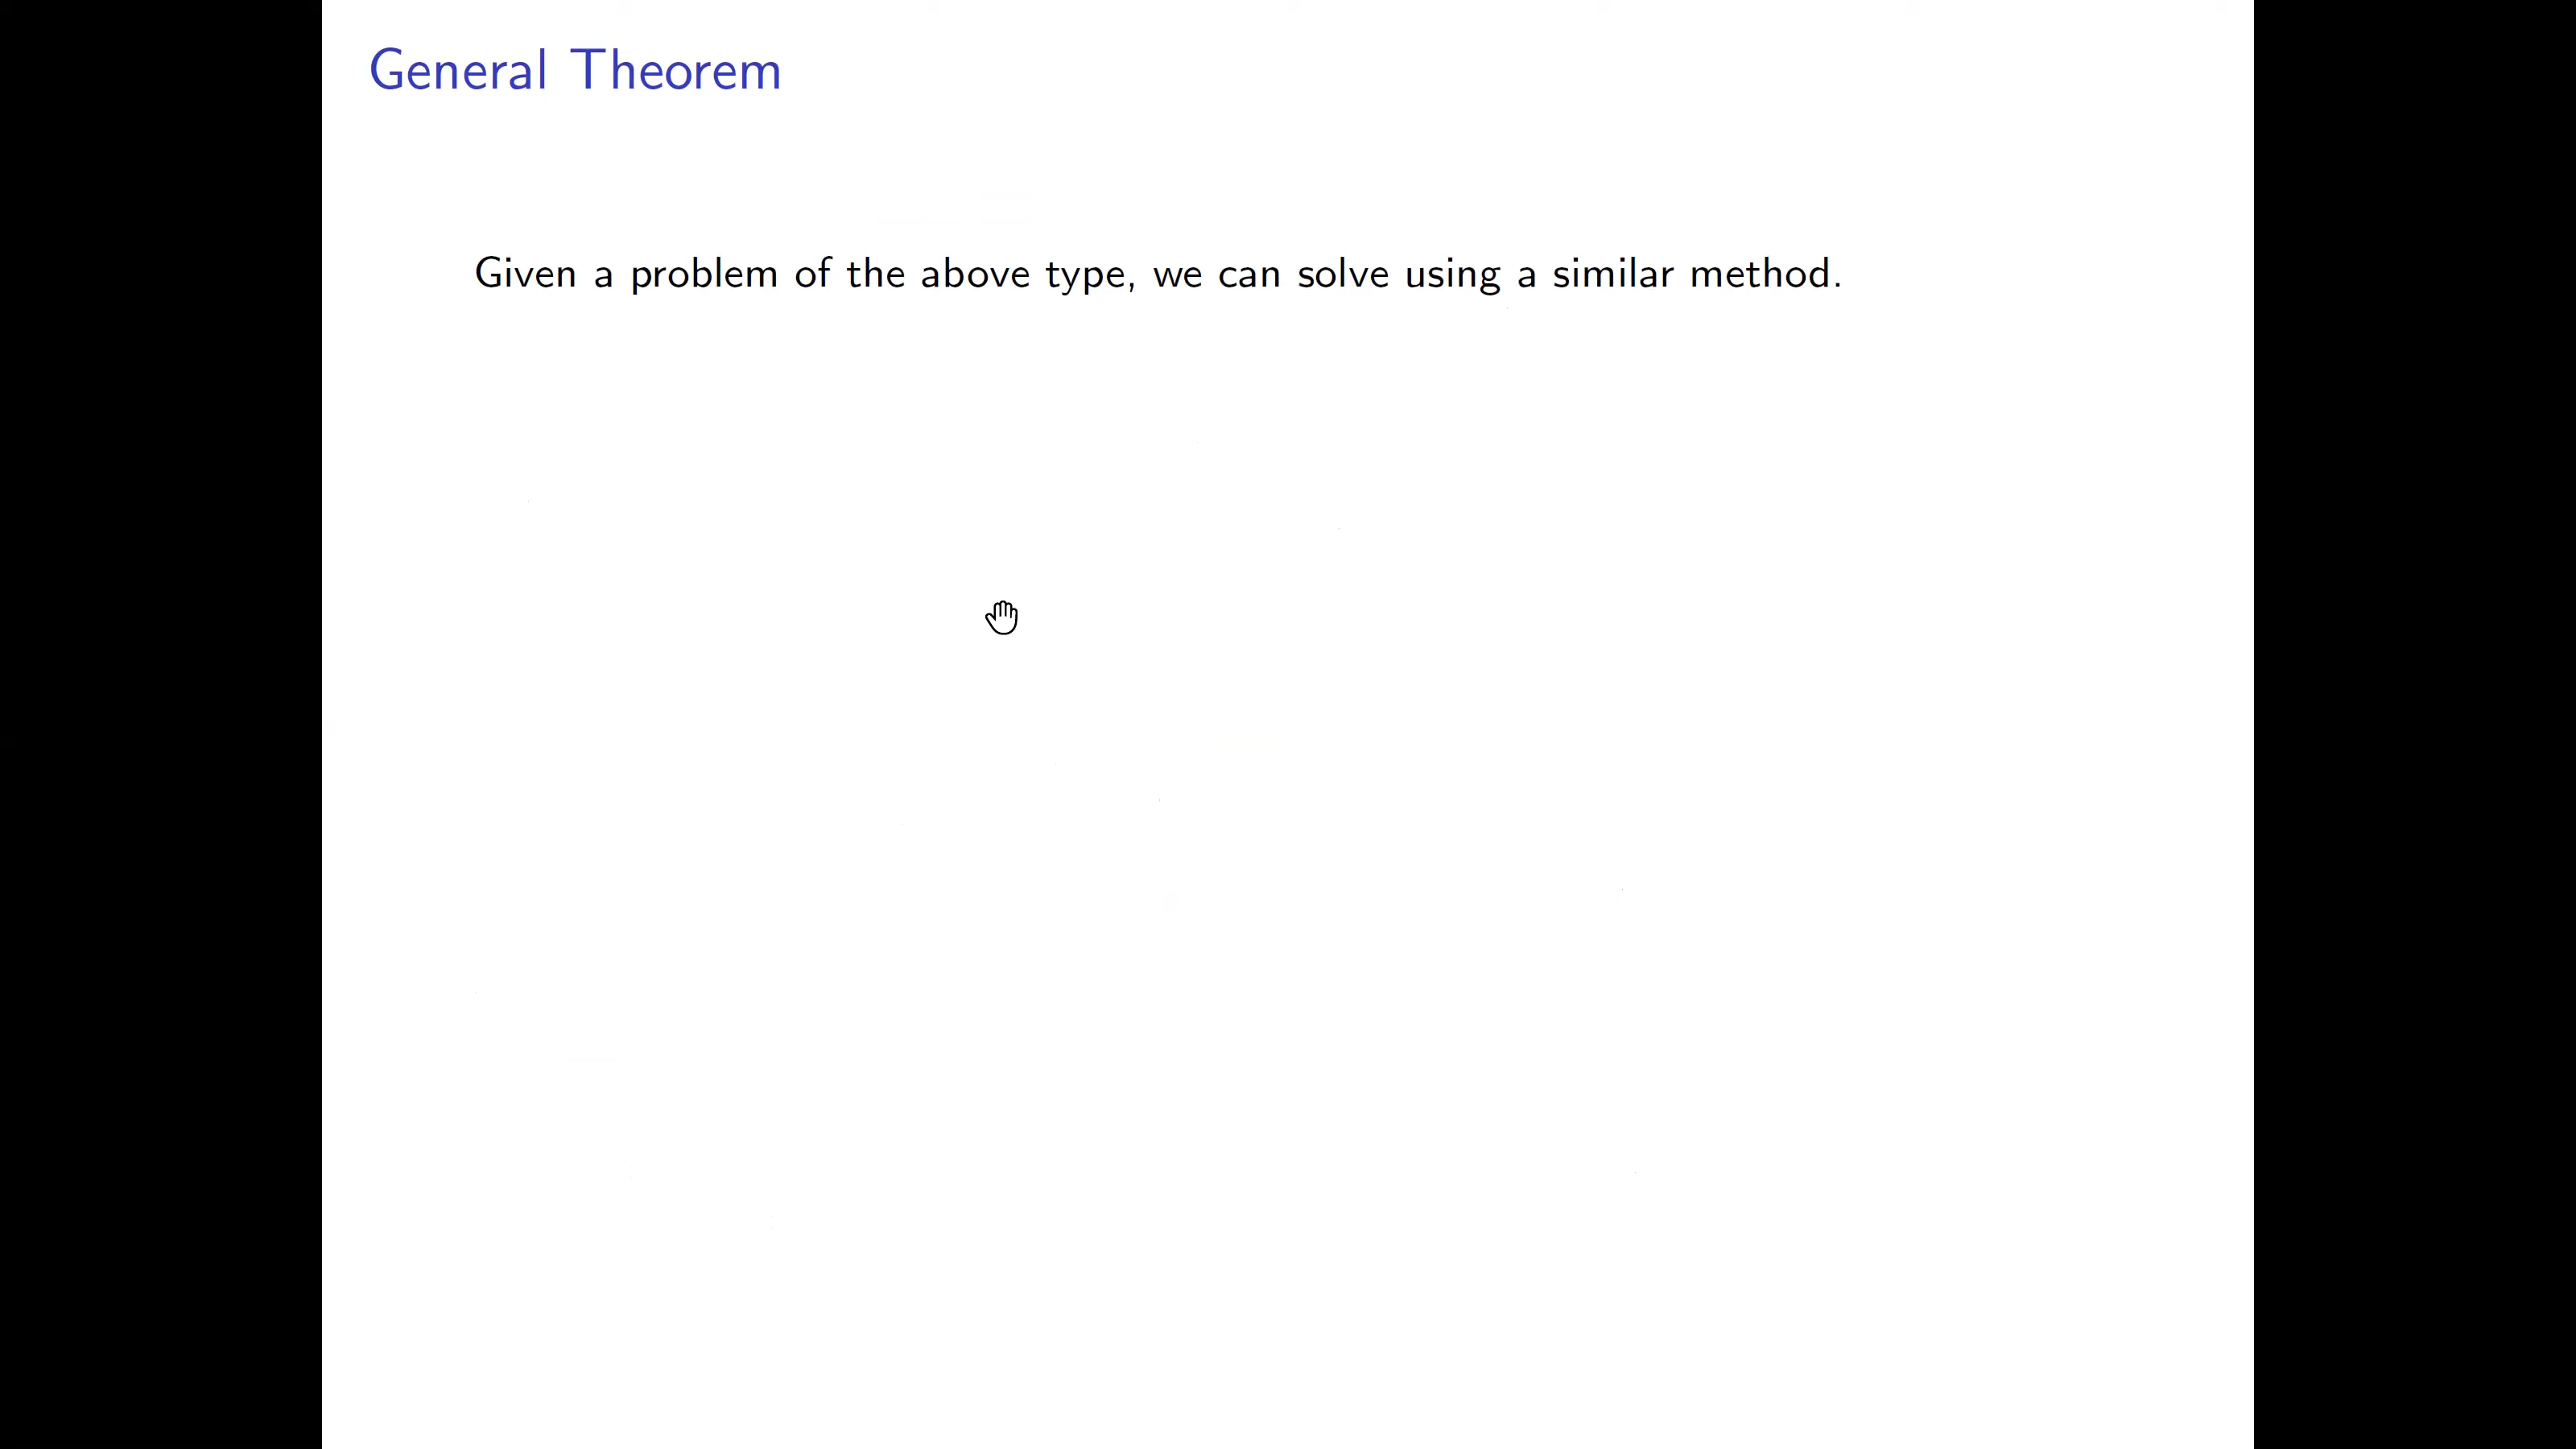 General Theorem
Given a problem of the above type, we can solve using a similar method.